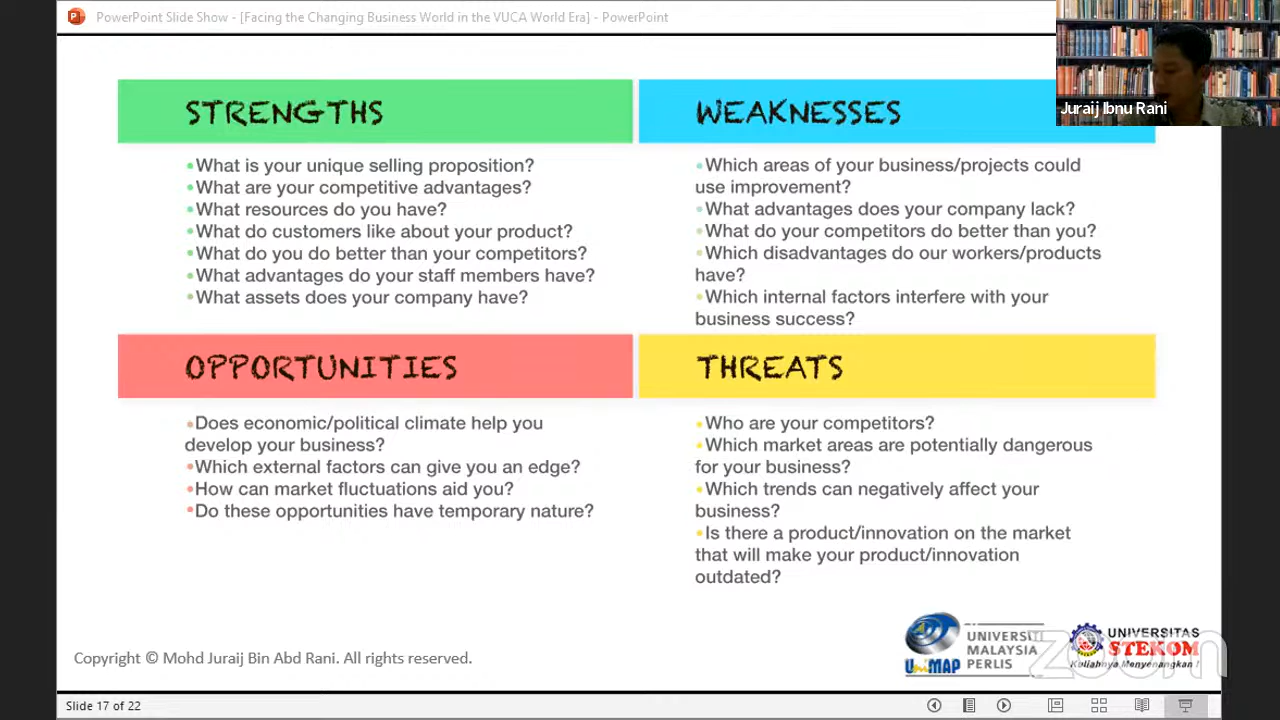 PowerPoint Slide Show - [Facing the Changing Business World in the VUCA World Era] - PowerPoint
Juraij Ibnu Rani
STRENGTHS
•What is your unique selling proposition?
•What are your competitive advantages?
•What resources do you have?
•What do customers like about your product?
•What do you do better than your competitors?
•What advantages do your staff members have?
•What assets does your company have?
WEAKNESSES
•Which areas of your business/projects could
use improvement?
•What advantages does your company lack?
•What do your competitors do better than you?
•Which disadvantages do our workers/products
have?
•Which internal factors interfere with your
business success?
OPPORTUNITIES
•Does economic/political climate help you
develop your business?
•Which external factors can give you an edge?
•How can market fluctuations aid you?
•Do these opportunities have temporary nature?
THREATS
•Who are your competitors?
•Which market areas are potentially dangerous
for your business?
•Which trends can negatively affect your
business?
•Is there a product/innovation on the market
that will make your product/innovation
outdated?
Copyright © Mohd Juraij Bin Abd Rani. All rights reserved.
UniMAP
UNIVERSITI
MALAYSIA
PERLIS
UNIVERSITAS
STEKOM
Kuliahnya Menyenangkan !
zoom
Slide 17 of 22